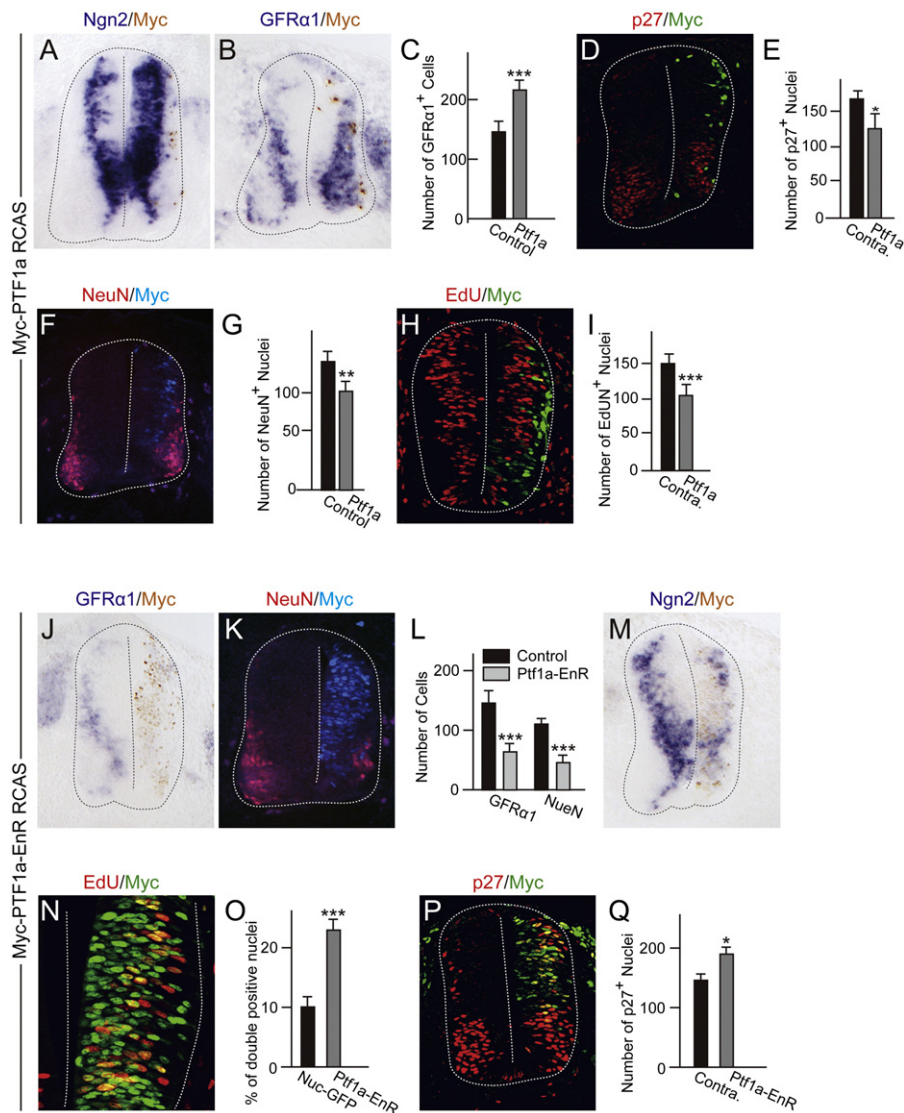 Myc-PTF1a RCAS
Ngn2/Myc
A
GFRα1/Myc
B
C
Number of GFRα1+ Cells
200
100
0
***
Ptf1a
Control
p27/Myc
D
E
Number of p27+ Nuclei
150
100
50
0
*
Ptf1a
Contra.
NeuN/Myc
F
G
Number of NeuN+ Nuclei
100
50
0
**
Ptf1a
Control
EdU/Myc
H
I
Number of EdUN+ Nuclei
150
100
50
0
***
Ptf1a
Contra.
Myc-PTF1a-EnR RCAS
GFRα1/Myc
J
NeuN/Myc
K
L
Number of Cells
200
100
0
Control
Ptf1a-EnR
***
***
GFRα1
NueN
Ngn2/Myc
M
EdU/Myc
N
O
% of double positive nuclei
20
10
0
***
Nuc-GFP
Ptf1a-EnR
p27/Myc
P
Q
Number of p27+ Nuclei
200
100
0
*
Contra.
Ptf1a-EnR